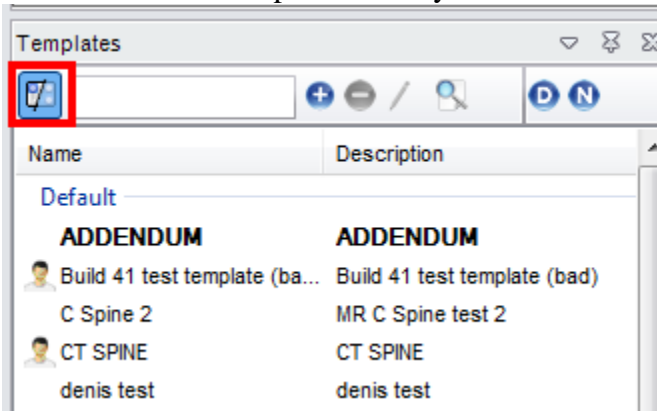 Templates
D N
Name Description
Default
ADDENDUM ADDENDUM
Build 41 test template (ba... Build 41 test template (bad)
C Spine 2 MR C Spine test 2
CT SPINE CT SPINE
denis test denis test